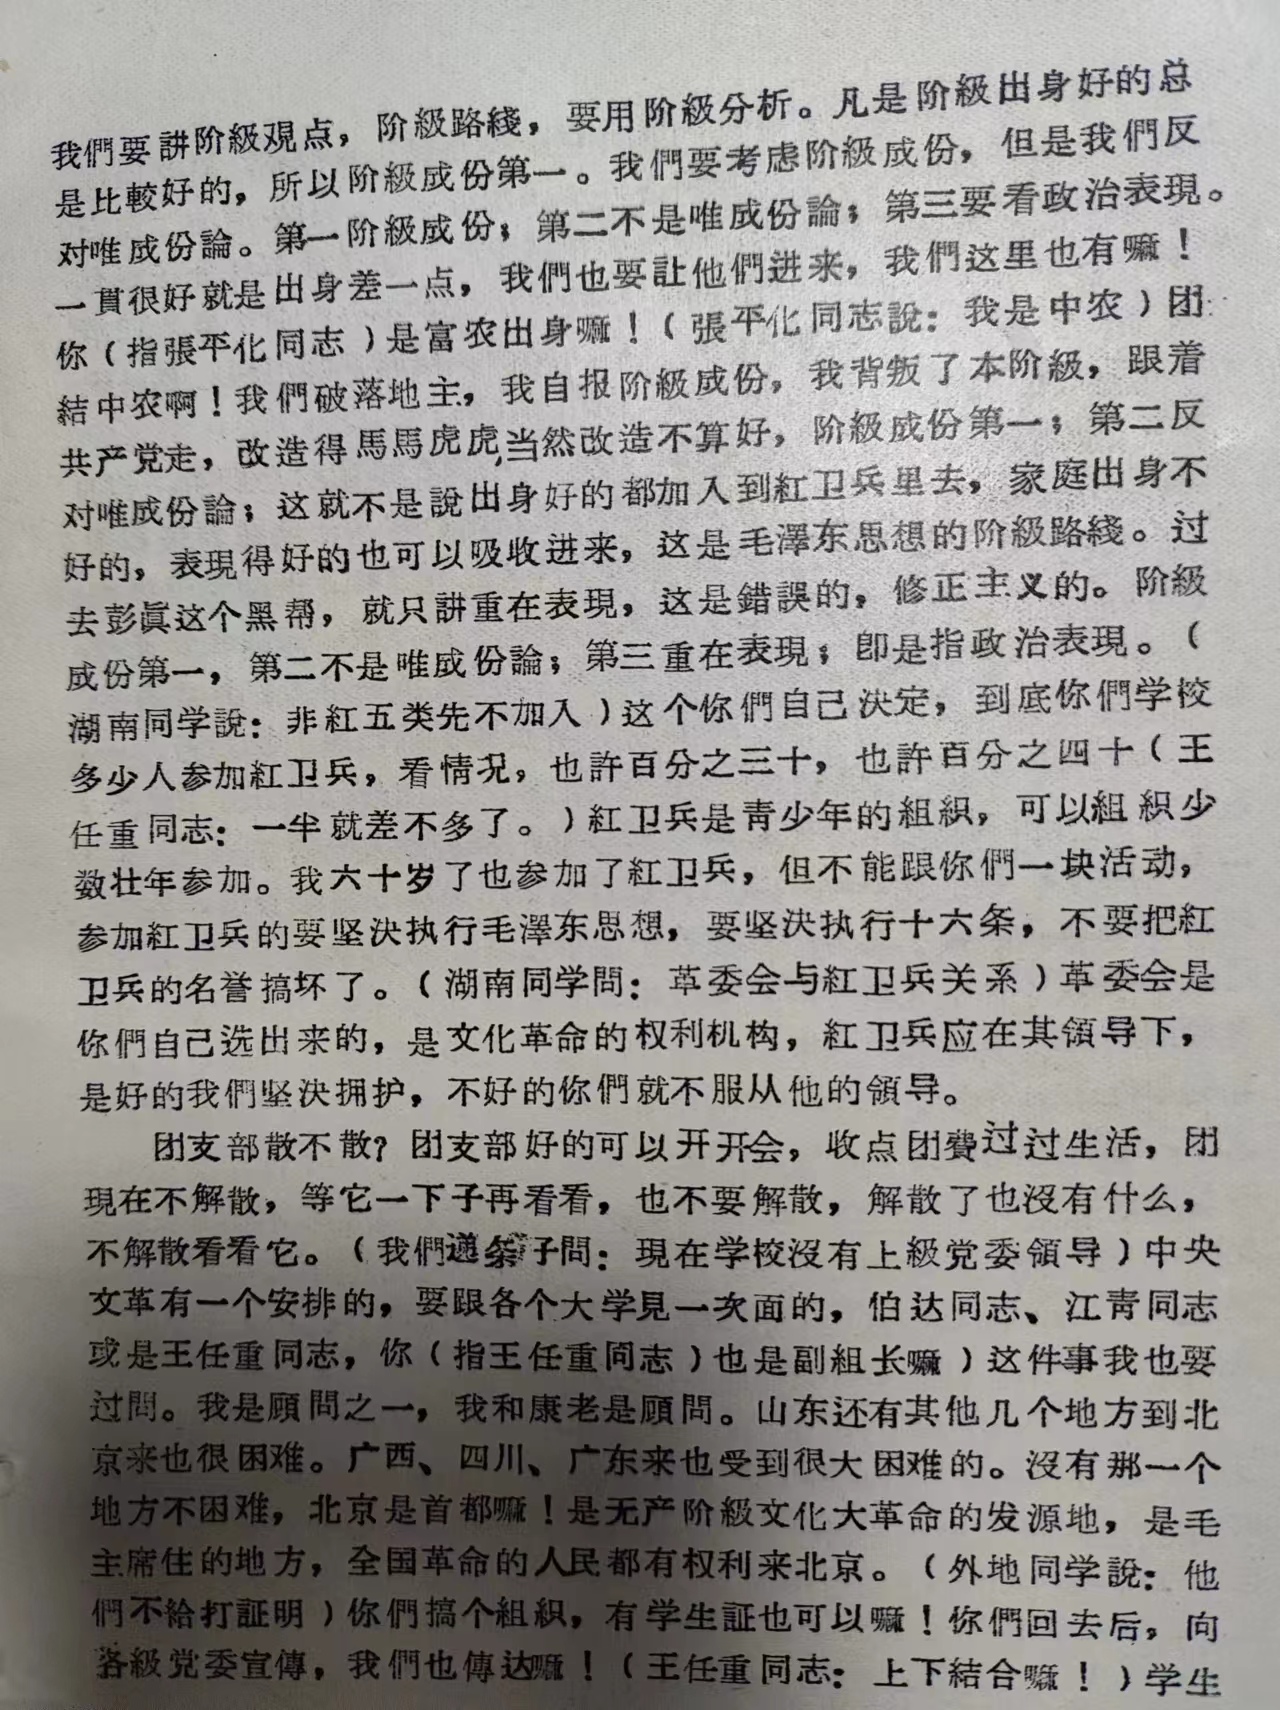 我們要講阶級观点，阶級路綫，要用阶級分析。凡是阶級出身好的总
是比較好的，所以阶級成份第一。我們要考虑阶級成份，但是我們反
对唯成份論。第一阶級成份；第二不是唯成份論；第三要看政治表現。
一貫很好就是出身差一点，我們也要让他們进来，我們这里也有嘛！
你（指張平化同志）是富农出身嘛！（張平化同志說：我是中农）团
結中农啊！我們破落地主，我自报阶級成份，我背叛了本阶級，跟着
共产党走，改造得馬馬虎虎，当然改造不算好，阶級成份第一；第二反
对唯成份論；这就不是說出身好的都加入到紅卫兵里去，家庭出身不
好的，表現得好的也可以吸收进来，这是毛澤东思想的阶級路綫。过
去彭眞这个黑帮，就只講重在表現，这是錯誤的，修正主义的。阶級
成份第一，第二不是唯成份論；第三重在表現；卽是指政治表現。（
湖南同学說：非紅五类先不加入）这个你們自己决定，到底你們学校
多少人参加紅卫兵，看情况，也許百分之三十，也許百分之四十（王
任重同志：一半就差不多了。）紅卫兵是青少年的組織，可以組織少
数壮年参加。我六十岁了也参加了紅卫兵，但不能跟你們一块活动，
参加紅卫兵的要坚决执行毛澤东思想，要坚决执行十六条，不要把紅
卫兵的名誉搞坏了。（湖南同学問：革委会与紅卫兵关系）革委会是
你們自己选出来的，是文化革命的权利机构，紅卫兵应在其領导下，
是好的我們坚决拥护，不好的你們就不服从他的領导。
团支部散不散？团支部好的可以开开会，收点团費过过生活，团
現在不解散，等它一下子再看看，也不要解散，解散了也沒有什么，
不解散看看它。（我們递条子問：現在学校沒有上級党委領导）中央
文革有一个安排的，要跟各个大学見一次面的，伯达同志、江青同志
或是王任重同志，你（指王任重同志）也是副組长嘛）这件事我也要
过問。我是顾問之一，我和康老是顾問。山东还有其他几个地方到北
京来也很困难。广西、四川、广东来也受到很大困难的。沒有那一个
地方不困难，北京是首都嘛！是无产阶級文化大革命的发源地，是毛
主席住的地方，全国革命的人民都有权利来北京。（外地同学說：他
們不給打証明）你們搞个組織，有学生証也可以嘛！你們回去后，向
各級党委宣傳，我們也傳达嘛！（王任重同志：上下結合嘛！）学生